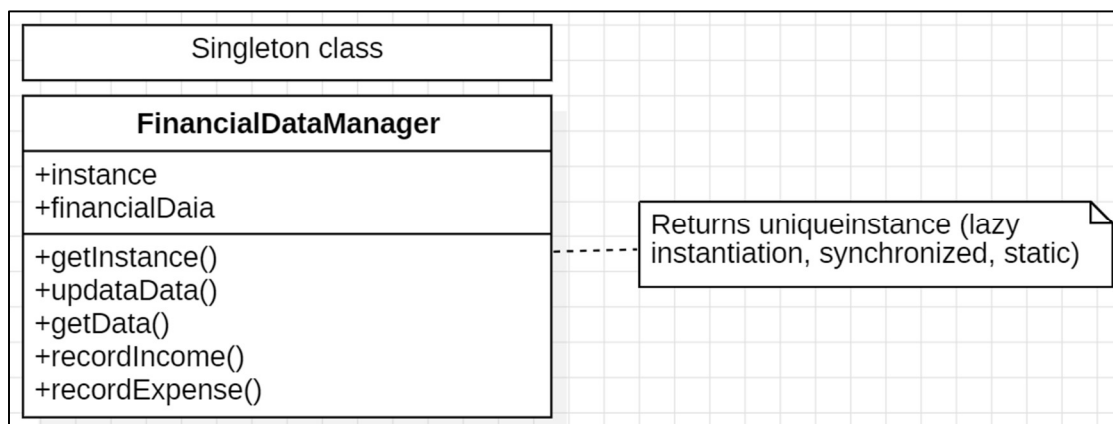 Singleton class
FinancialDataManager
+instance
+financialDaia
+getInstance()
+updataData()
+getData()
+recordIncome()
+recordExpense()
Returns uniqueinstance (lazy
instantiation, synchronized, static)